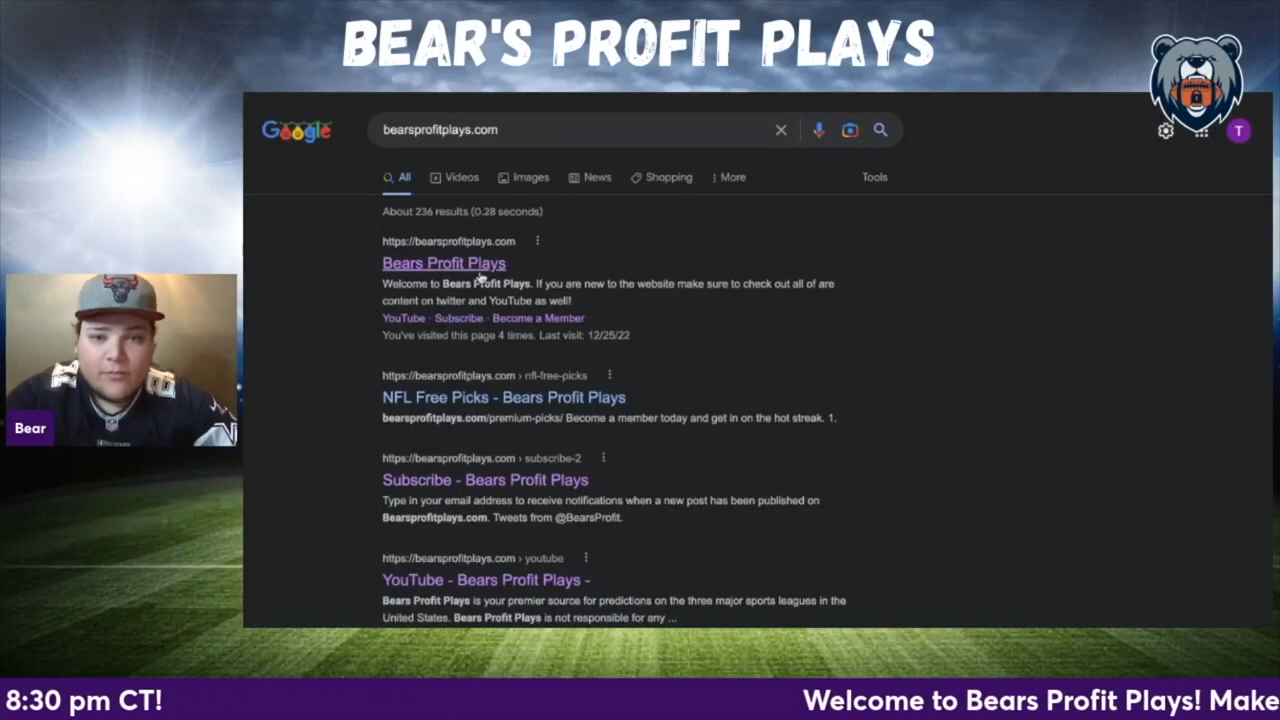 BEAR'S PROFIT PLAYS
Google
bearsprofitplays.com
T
All
Videos
Images
News
Shopping
More
Tools
About 236 results (0.28 seconds)
https://bearsprofitplays.com
Bears Profit Plays
Welcome to Bears Profit Plays. If you are new to the website make sure to check out all of are
content on twitter and YouTube as well!
YouTube · Subscribe · Become a Member
You've visited this page 4 times. Last visit: 12/25/22
https://bearsprofitplays.com › nfl-free-picks
NFL Free Picks - Bears Profit Plays
bearsprofitplays.com/premium-picks/ Become a member today and get in on the hot streak. 1.
https://bearsprofitplays.com › subscribe-2
Subscribe - Bears Profit Plays
Type in your email address to receive notifications when a new post has been published on
Bearsprofitplays.com. Tweets from @BearsProfit.
https://bearsprofitplays.com › youtube
YouTube - Bears Profit Plays -
Bears Profit Plays is your premier source for predictions on the three major sports leagues in the
United States. Bears Profit Plays is not responsible for any ...
Bear
8:30 pm CT!
Welcome to Bears Profit Plays! Make